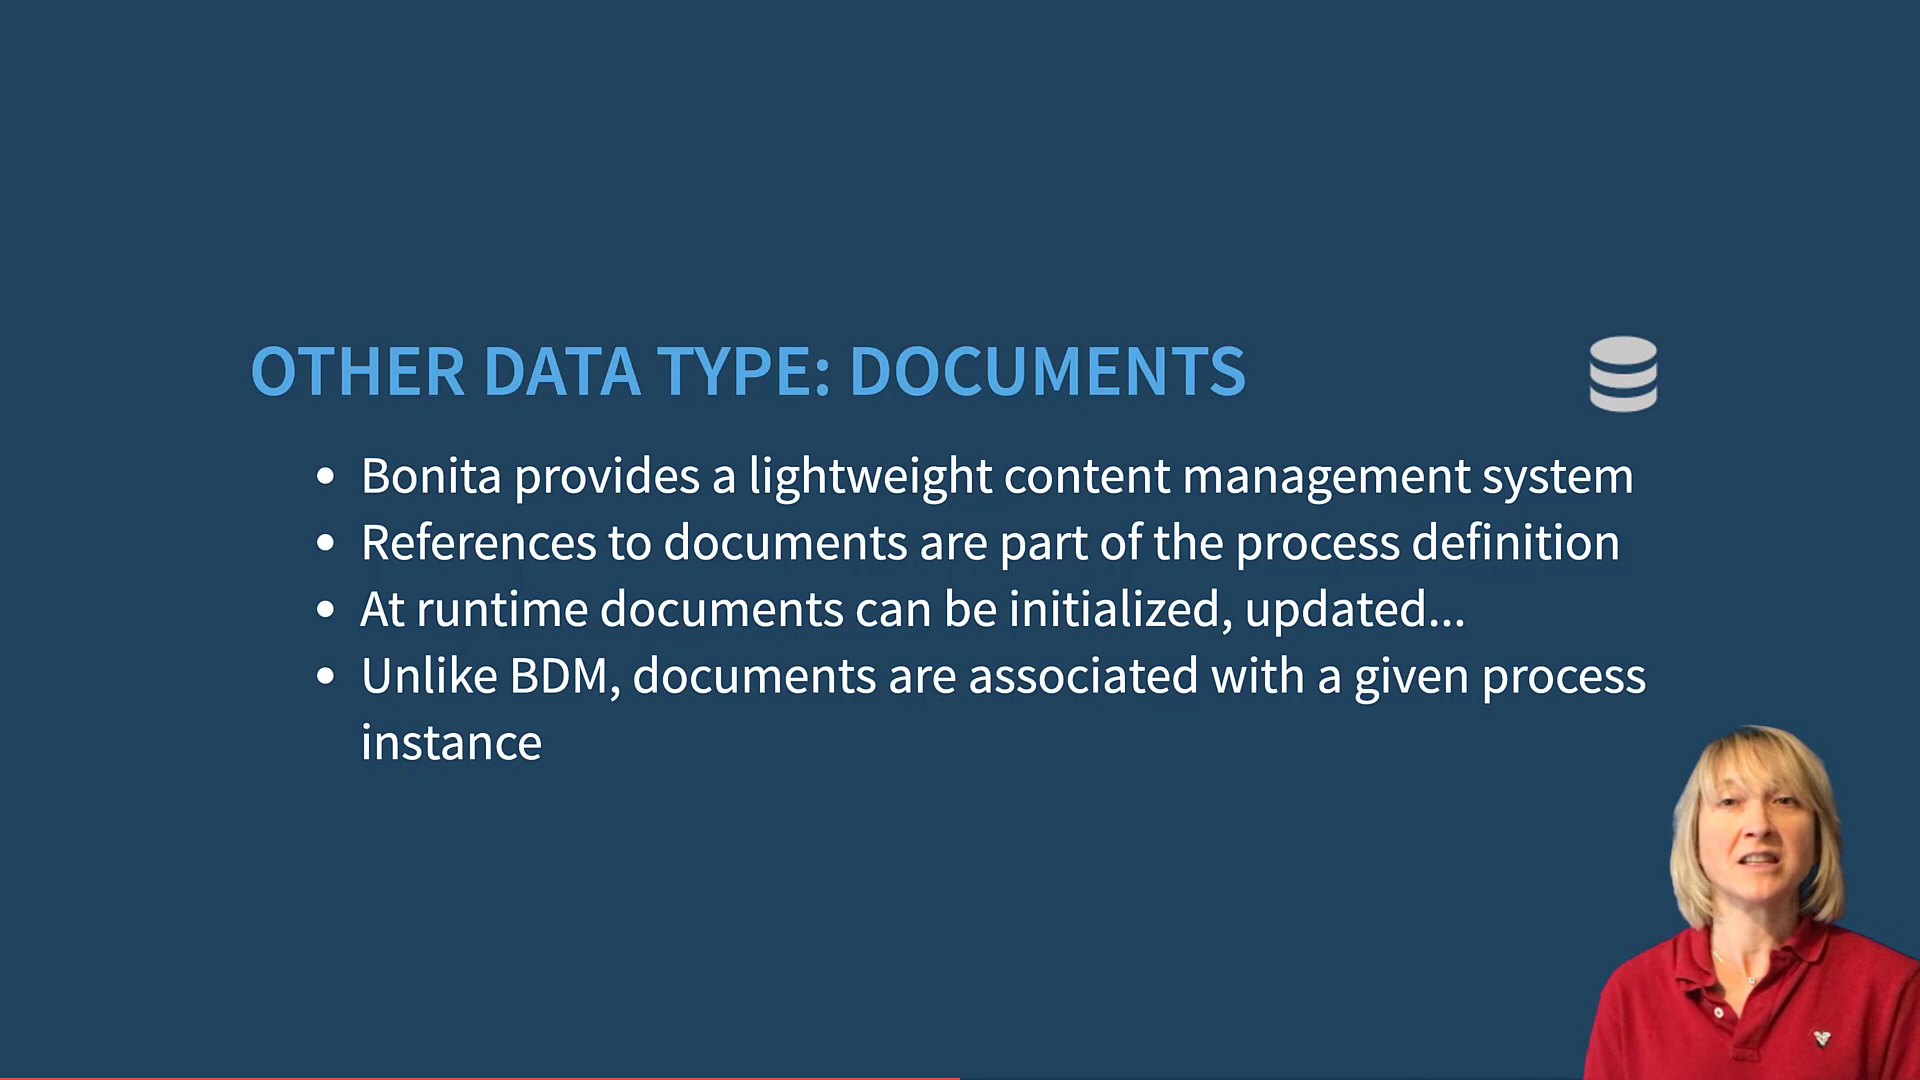 OTHER DATA TYPE: DOCUMENTS
• Bonita provides a lightweight content management system
• References to documents are part of the process definition
• At runtime documents can be initialized, updated...
• Unlike BDM, documents are associated with a given process
instance